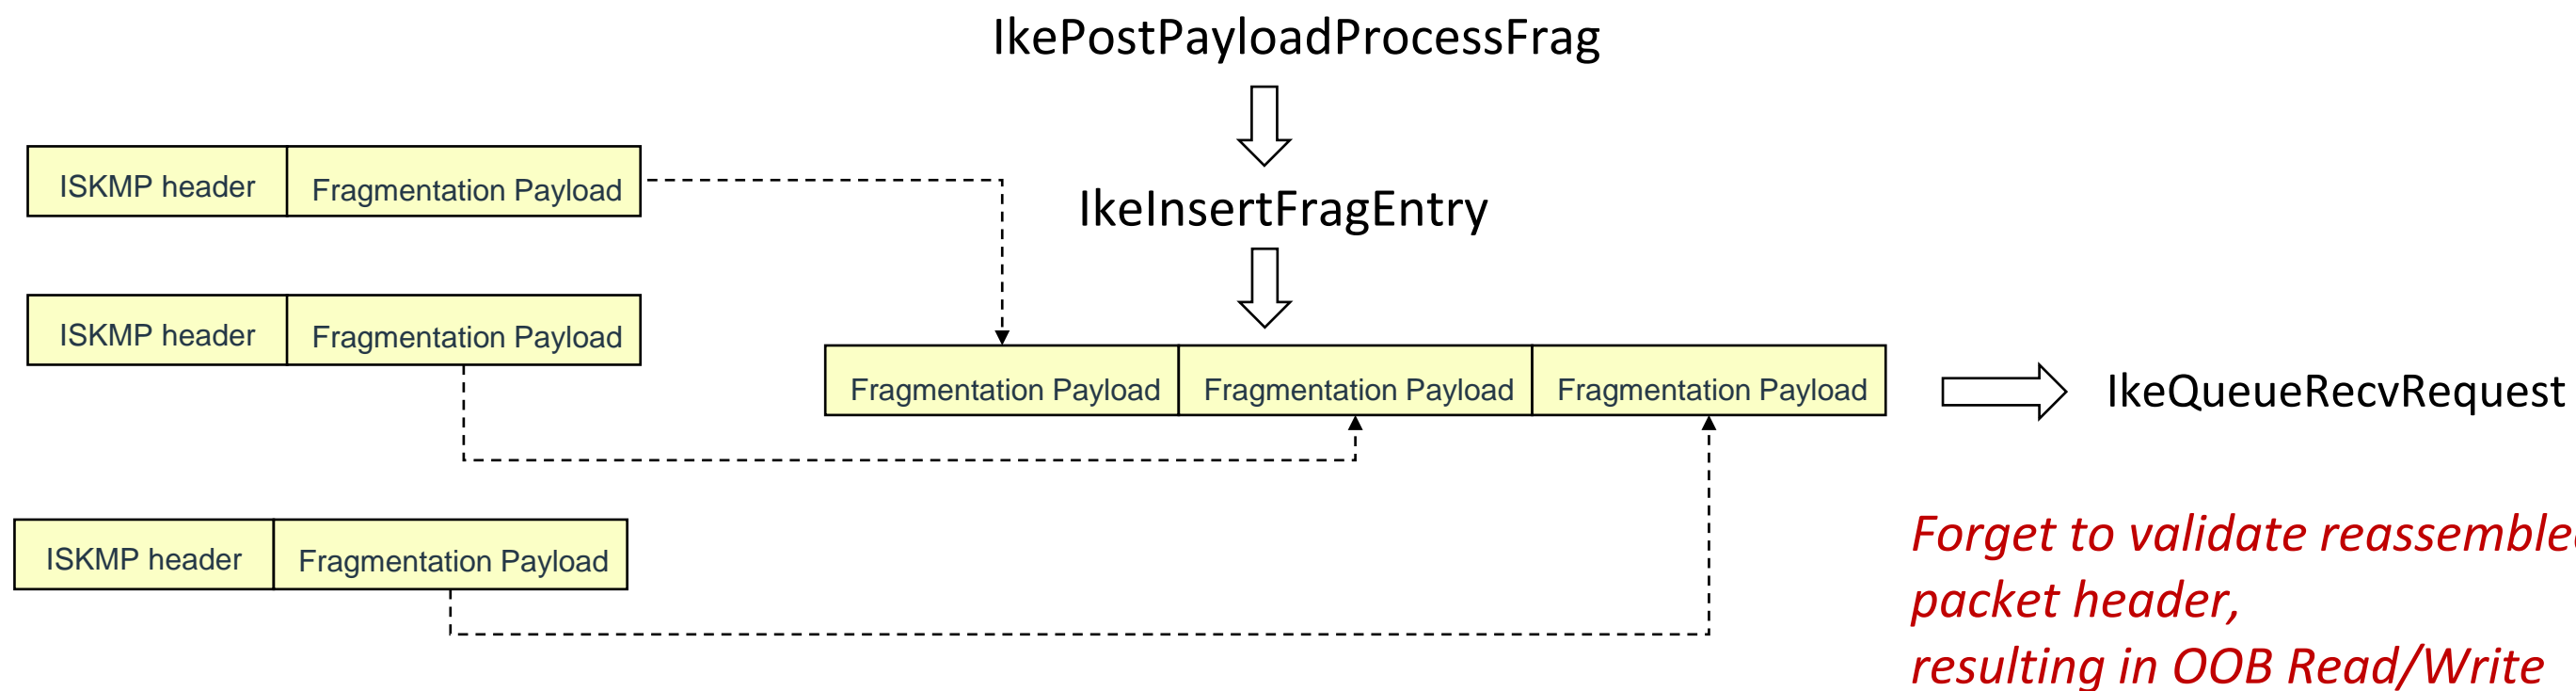 IkePostPayloadProcessFrag
ISKMP header Fragmentation Payload
IkeInsertFragEntry
ISKMP header Fragmentation Payload
Fragmentation Payload Fragmentation Payload Fragmentation Payload
IkeQueueRecvRequest
ISKMP header Fragmentation Payload
Forget to validate reassembled
packet header,
resulting in OOB Read/Write